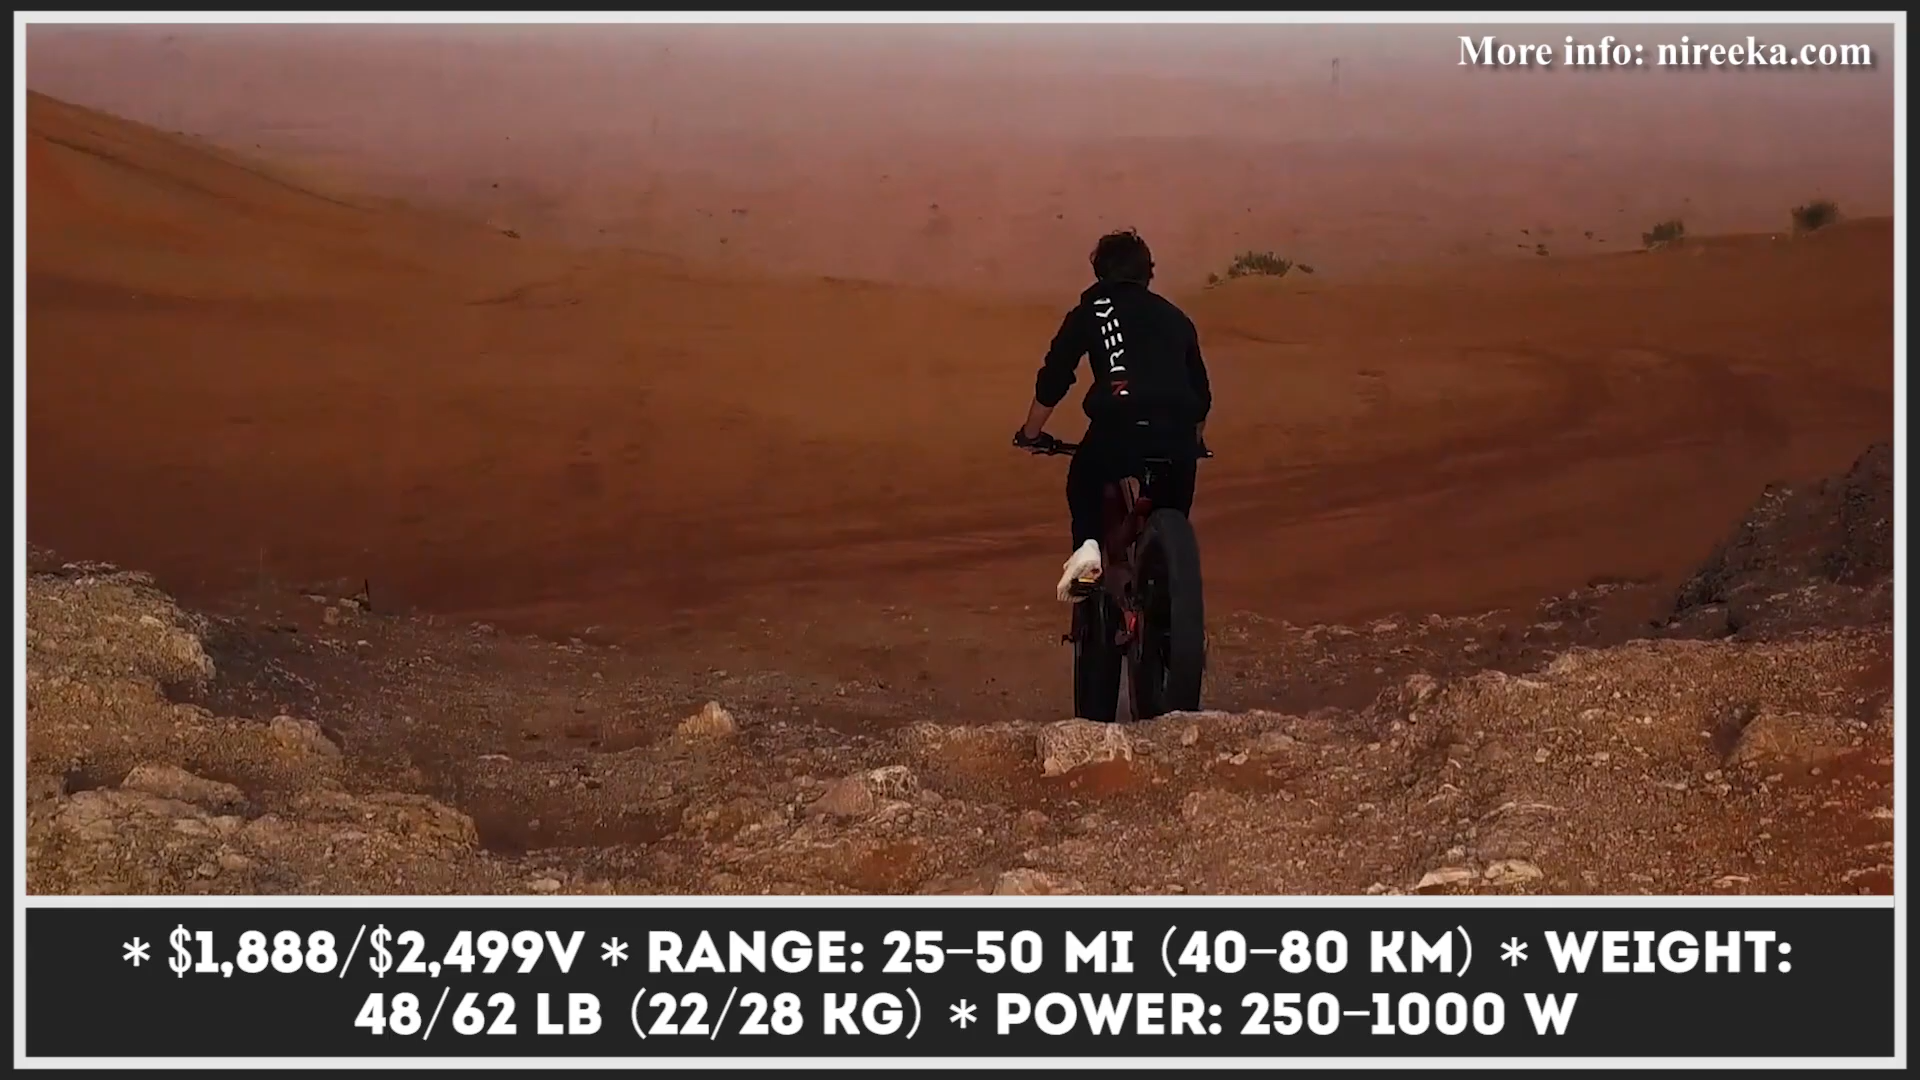 More info: nireeka.com
NIREEKA
* $1,888/$2,499V * RANGE: 25–50 MI (40–80 KM) * WEIGHT:
48/62 LB (22/28 KG) * POWER: 250–1000 W